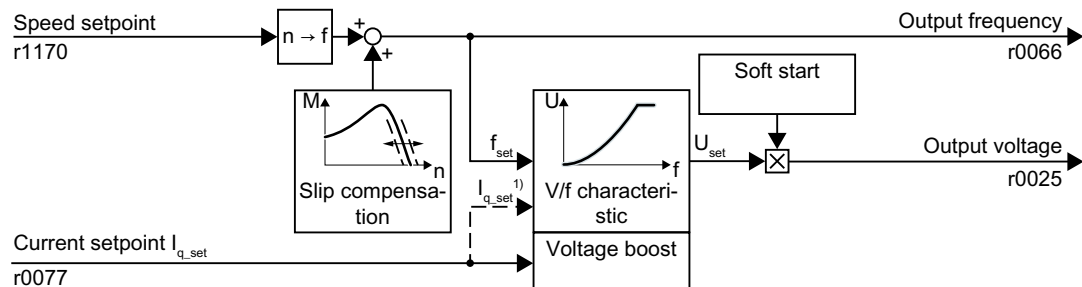 Speed setpoint
r1170
n → f
+
+
Output frequency
r0066
Soft start
M
n
Slip compensa-
tion
U
f
V/f characteri-
stic
f_set
I_q_set 1)
U_set
Output voltage
r0025
Current setpoint I_q_set
r0077
Voltage boost